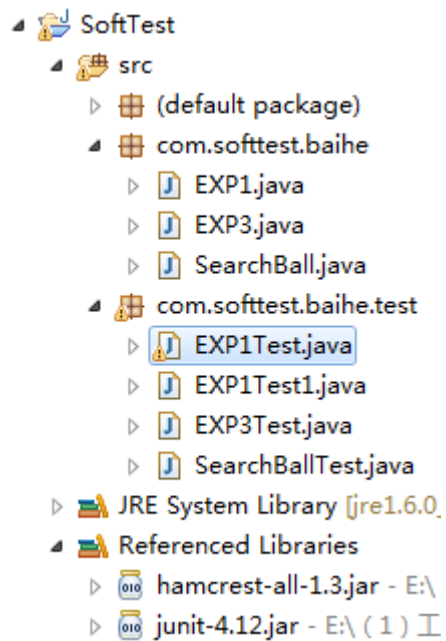 SoftTest
src
(default package)
com.softtest.baihe
EXP1.java
EXP3.java
SearchBall.java
com.softtest.baihe.test
EXP1Test.java
EXP1Test1.java
EXP3Test.java
SearchBallTest.java
JRE System Library [jre1.6.0_
Referenced Libraries
hamcrest-all-1.3.jar - E:\
junit-4.12.jar - E:\(1)工